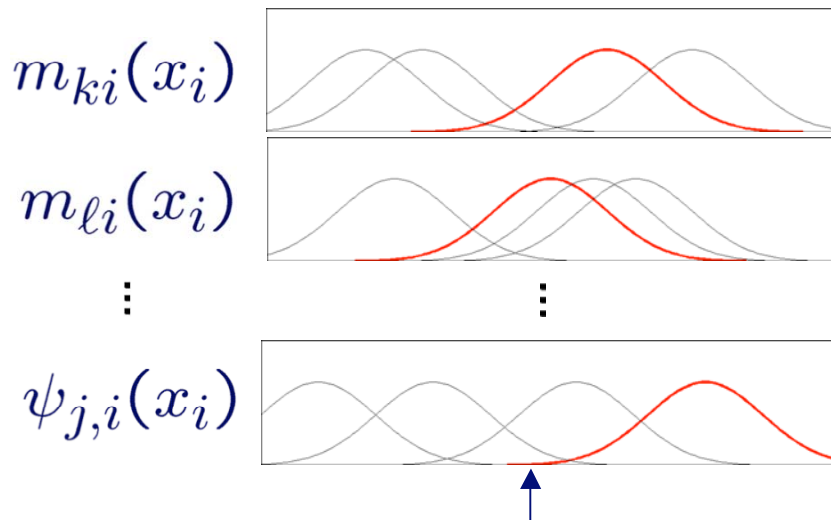 m_{ki}(x_i)
m_{ℓi}(x_i)
⋮ ⋮
ψ_{j,i}(x_i)